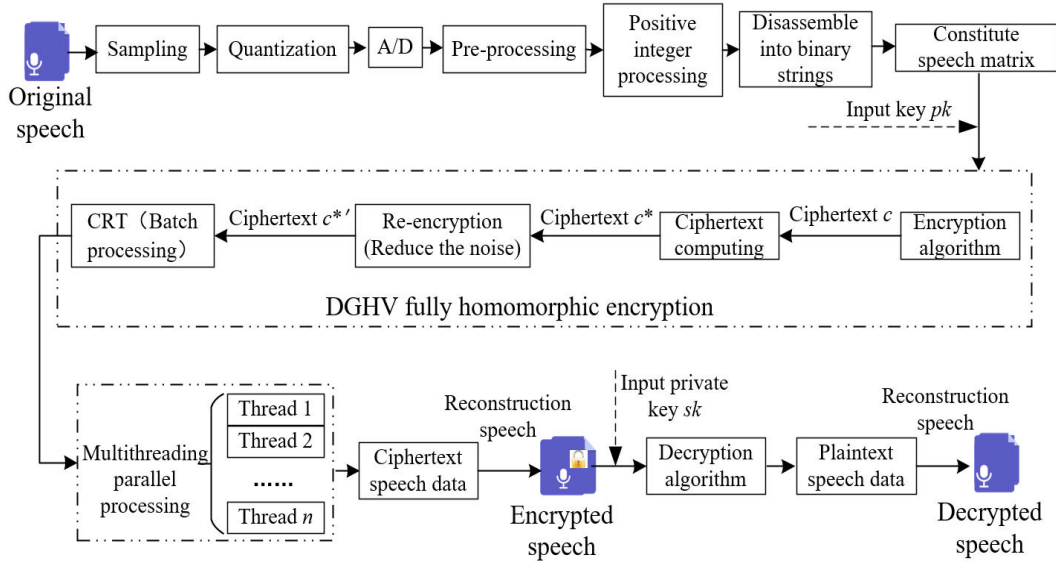 Original
speech
Sampling
Quantization
A/D
Pre-processing
Positive
integer
processing
Disassemble
into binary
strings
Constitute
speech matrix
Input key pk
CRT（Batch
processing）
Ciphertext c*′
Re-encryption
(Reduce the noise)
Ciphertext c*
Ciphertext
computing
Ciphertext c
Encryption
algorithm
DGHV fully homomorphic encryption
Multithreading
parallel
processing
Thread 1
Thread 2
......
Thread n
Ciphertext
speech data
Reconstruction
speech
Encrypted
speech
Input private
key sk
Decryption
algorithm
Plaintext
speech data
Reconstruction
speech
Decrypted
speech